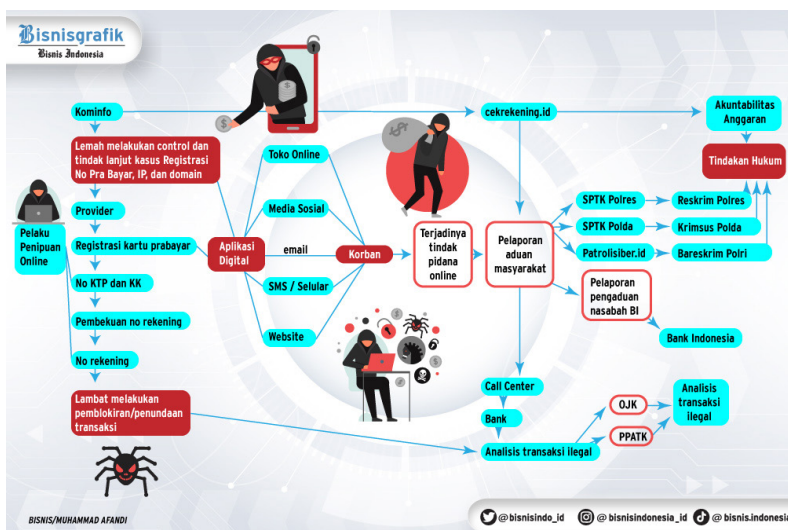 Bisnisgrafik
Bisnis Indonesia
Kominfo
cekrekening.id
Akuntabilitas
Anggaran
Lemah melakukan control dan
tindak lanjut kasus Registrasi
No Pra Bayar, IP, dan domain
Tindakan Hukum
Toko Online
Pelaku
Penipuan
Online
Provider
Media Sosial
SPTK Polres
Reskrim Polres
Registrasi kartu prabayar
Aplikasi
Digital
email
Korban
Terjadinya
tindak
pidana
online
Pelaporan
aduan
masyarakat
SPTK Polda
Krimsus Polda
Patrolisiber.id
Bareskrim Polri
No KTP dan KK
SMS / Selular
Pelaporan
pengaduan
nasabah BI
Pembekuan no rekening
Website
Bank Indonesia
No rekening
Lambat melakukan
pemblokiran/penundaan
transaksi
Call Center
Bank
Analisis transaksi ilegal
OJK
PPATK
Analisis
transaksi
ilegal
BISNIS/MUHAMMAD AFANDI
@bisnisindo_id
@bisnisindonesia_id
@ bisnis.indonesia